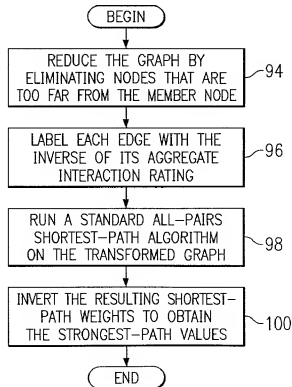 BEGIN
REDUCE THE GRAPH BY
ELIMINATING NODES THAT ARE
TOO FAR FROM THE MEMBER NODE
94
LABEL EACH EDGE WITH THE
INVERSE OF ITS AGGREGATE
INTERACTION RATING
96
RUN A STANDARD ALL-PAIRS
SHORTEST-PATH ALGORITHM
ON THE TRANSFORMED GRAPH
98
INVERT THE RESULTING SHORTEST-
PATH WEIGHTS TO OBTAIN
THE STRONGEST-PATH VALUES
100
END